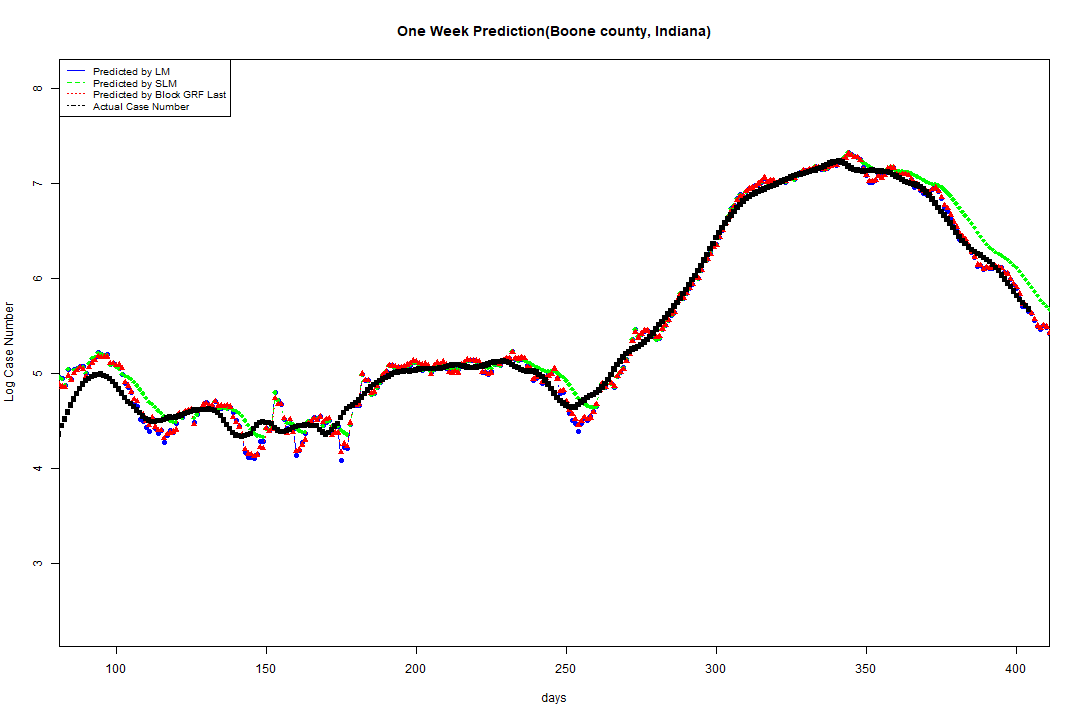 One Week Prediction(Boone county, Indiana)
Predicted by LM
Predicted by SLM
Predicted by Block GRF Last
Actual Case Number
8
7
6
5
4
3
Log Case Number
100 150 200 250 300 350 400
days